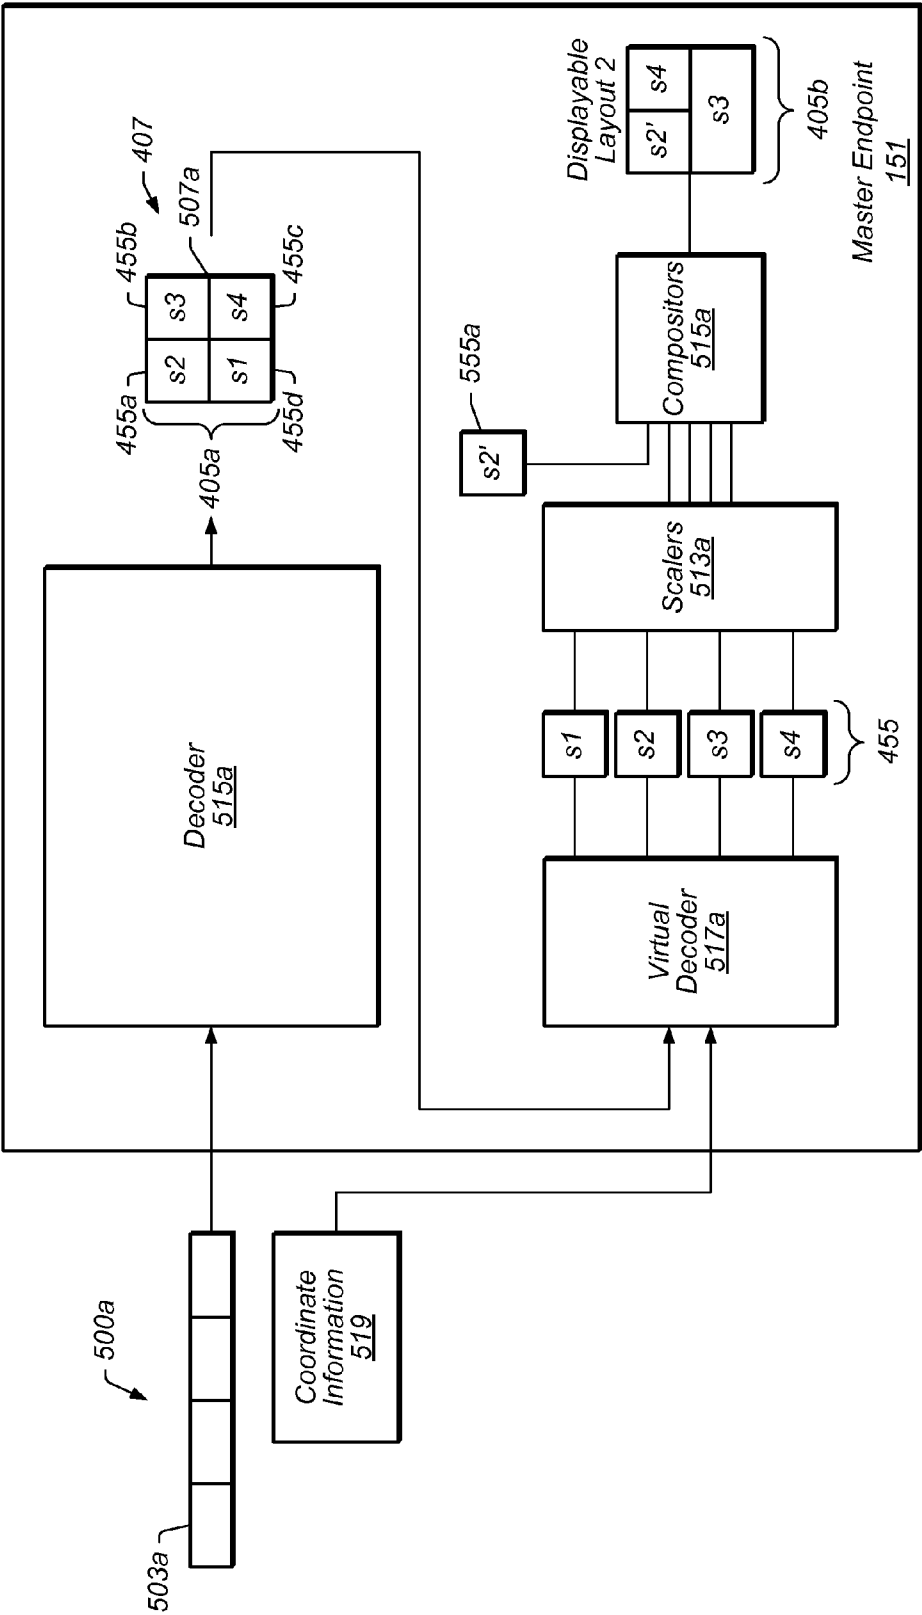 500a
503a
Coordinate
Information
519
Decoder
515a
405a
455a
455b
407
507a
s2
s3
s1
s4
455d
455c
Virtual
Decoder
517a
s1
s2
s3
s4
455
Scalers
513a
s2'
555a
Compositors
515a
Displayable
Layout 2
s2'
s4
s3
405b
Master Endpoint
151